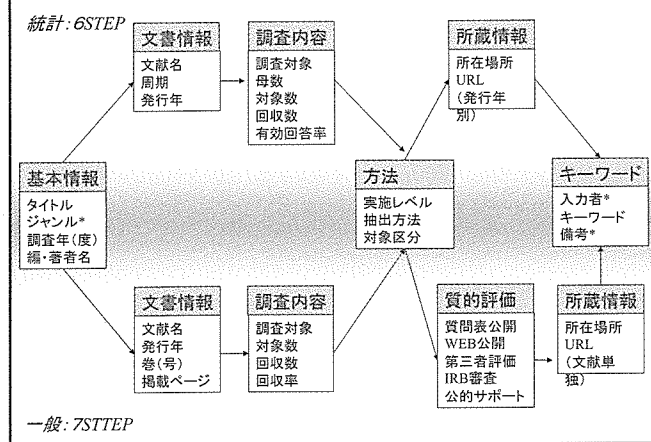 統計:6STEP
文書情報
文献名
周期
発行年
調査内容
調査対象
母数
対象数
回収数
有効回答率
所蔵情報
所在場所
URL
(発行年
別)
基本情報
タイトル
ジャンル*
調査年(度)
編・著者名
方法
実施レベル
抽出方法
対象区分
キーワード
入力者*
キーワード
備考*
文書情報
文献名
発行年
巻(号)
掲載ページ
調査内容
調査対象
対象数
回収数
回収率
質的評価
質問表公開
WEB公開
第三者評価
IRB審査
公的サポート
所蔵情報
所在場所
URL
(文献単
独)
一般:7STTEP